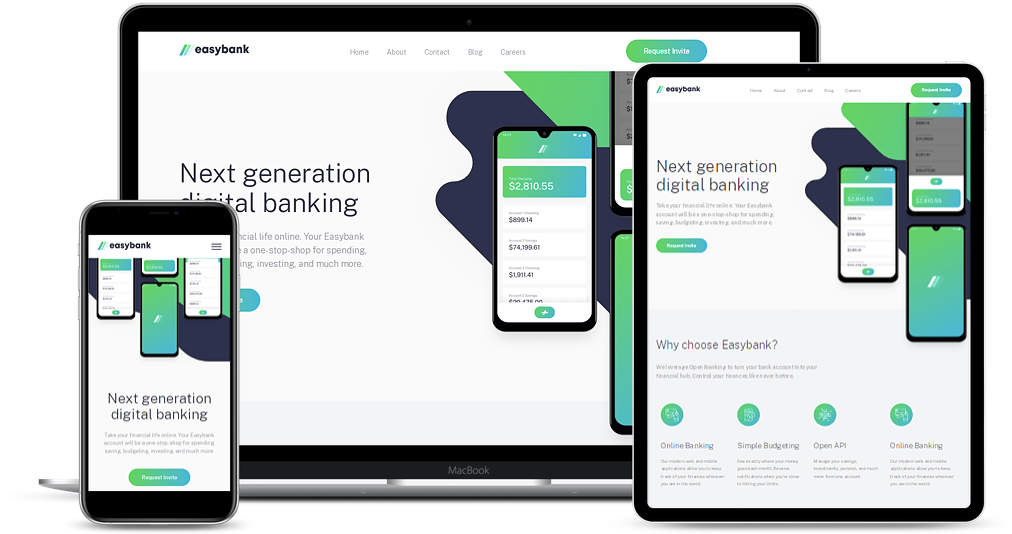 easybank
Home About Contact Blog Careers
Request Invite
Next generation
digital banking
ncial life online. Your Easybank
e a one-stop-shop for spending,
ng, investing, and much more.
$2,810.55
$899.14
$74,199.61
$1,911.41
MacBook
easybank
Next generation
digital banking
Take your financial life online. Your Easybank
account will be a one-stop-shop for spending,
saving, budgeting, investing, and much more.
Request Invite
easybank
Home About Contact Blog Careers
Request Invite
Next generation
digital banking
Take your financial life online. Your Easybank
account will be a one-stop-shop for spending,
saving, budgeting, investing, and much more.
Request Invite
$2,810.55
Why choose Easybank?
We leverage Open Banking to turn your bank account into your
financial hub. Control your finances like never before.
Online Banking
Our modern web and mobile
applications allow you to keep
track of your finances wherever
you are in the world.
Simple Budgeting
See exactly where your money
goes each month. Receive
notifications when you're close
to hitting your limits.
Open API
Manage your savings,
investments, pension, and much
more from one account.
Online Banking
Our modern web and mobile
applications allow you to keep
track of your finances wherever
you are in the world.